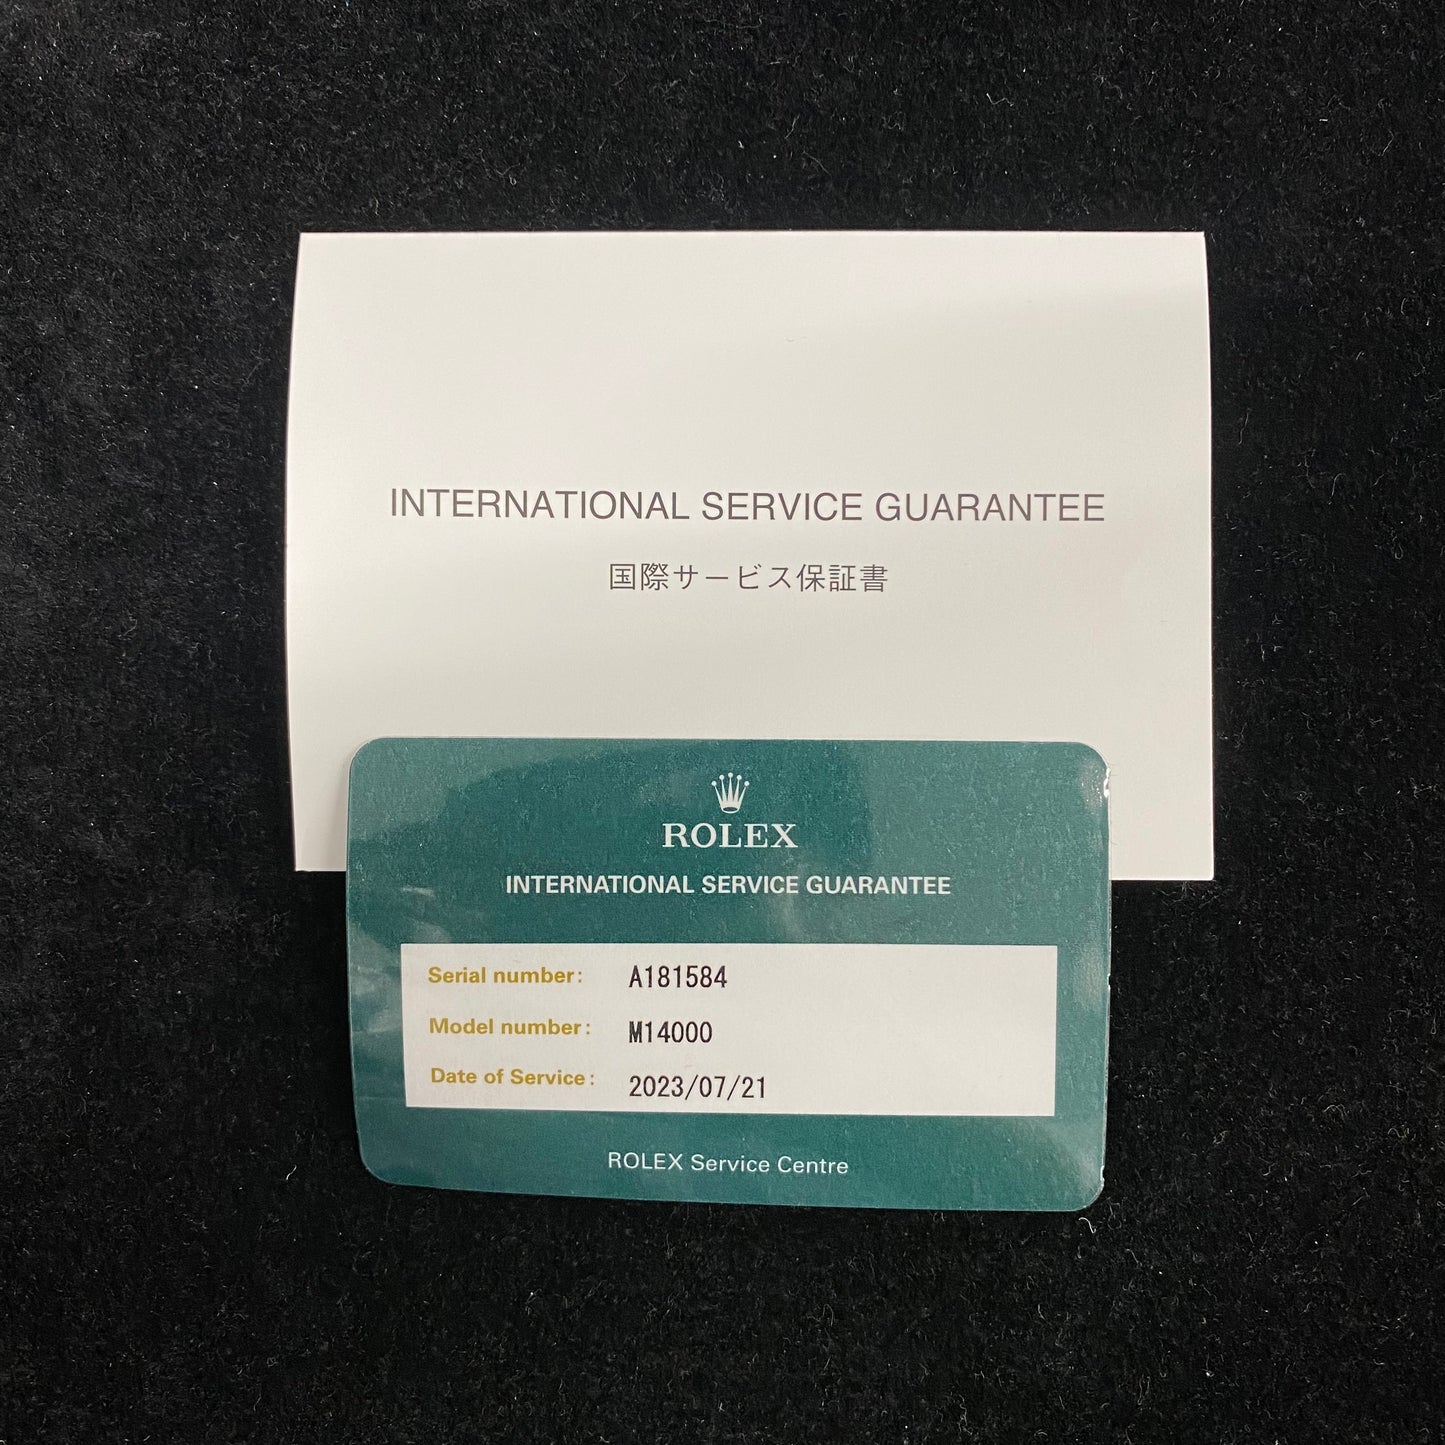 INTERNATIONAL SERVICE GUARANTEE
国際サービス保証書
ROLEX
INTERNATIONAL SERVICE GUARANTEE
Serial number: A181584
Model number: M14000
Date of Service: 2023/07/21
ROLEX Service Centre